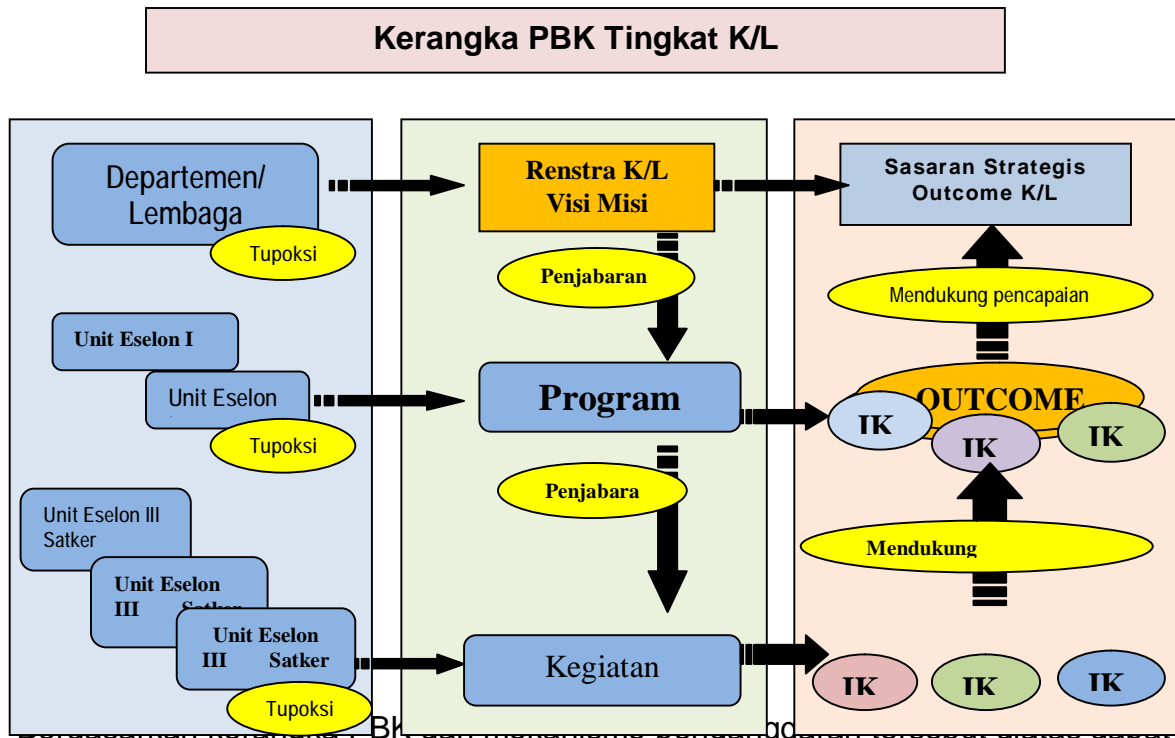 Kerangka PBK Tingkat K/L
Departemen/
Lembaga
Tupoksi
Unit Eselon I
Unit Eselon
Tupoksi
Unit Eselon III
Satker
Unit Eselon
III Satker
Unit Eselon
III Satker
Tupoksi
Renstra K/L
Visi Misi
Penjabaran
Program
Penjabara
Kegiatan
Sasaran Strategis
Outcome K/L
Mendukung pencapaian
OUTCOME
IK
IK
IK
Mendukung
IK
IK
IK